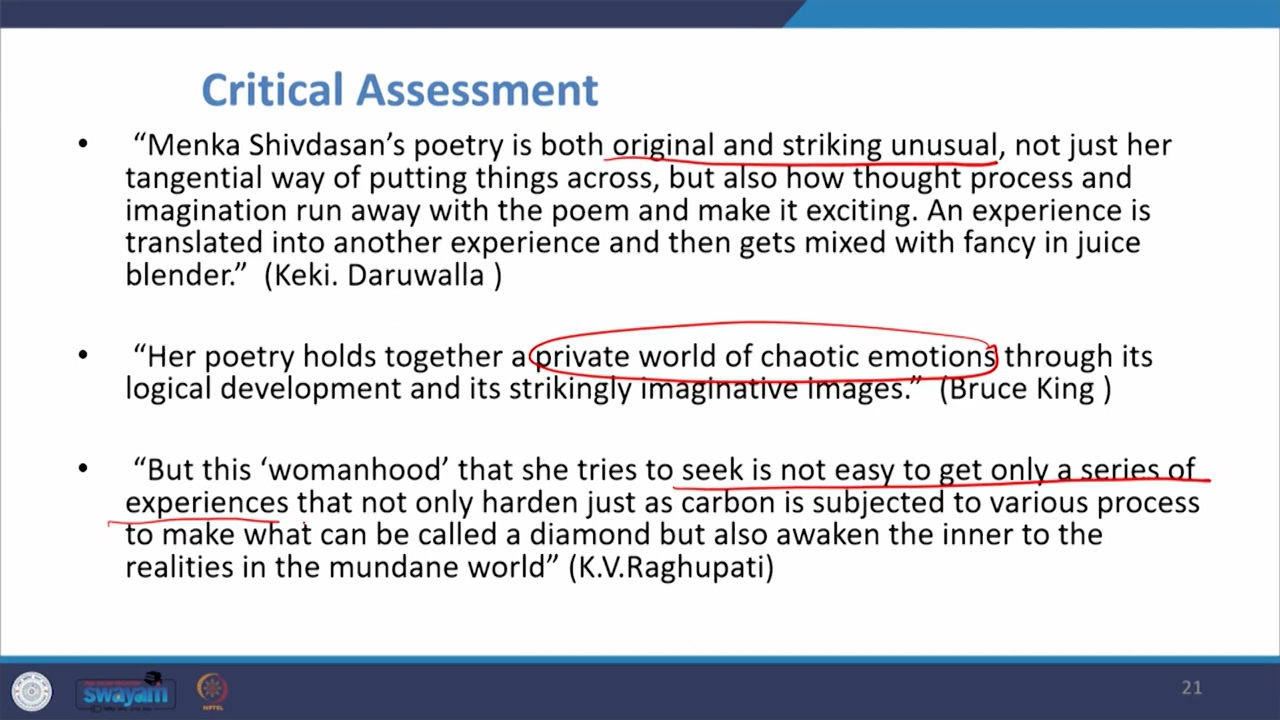 Critical Assessment
• “Menka Shivdasan’s poetry is both original and striking unusual, not just her
tangential way of putting things across, but also how thought process and
imagination run away with the poem and make it exciting. An experience is
translated into another experience and then gets mixed with fancy in juice
blender.” (Keki. Daruwalla )
• “Her poetry holds together a private world of chaotic emotions through its
logical development and its strikingly imaginative images.” (Bruce King )
• “But this ‘womanhood’ that she tries to seek is not easy to get only a series of
experiences that not only harden just as carbon is subjected to various process
to make what can be called a diamond but also awaken the inner to the
realities in the mundane world” (K.V.Raghupati)
swayam
NPTEL
21